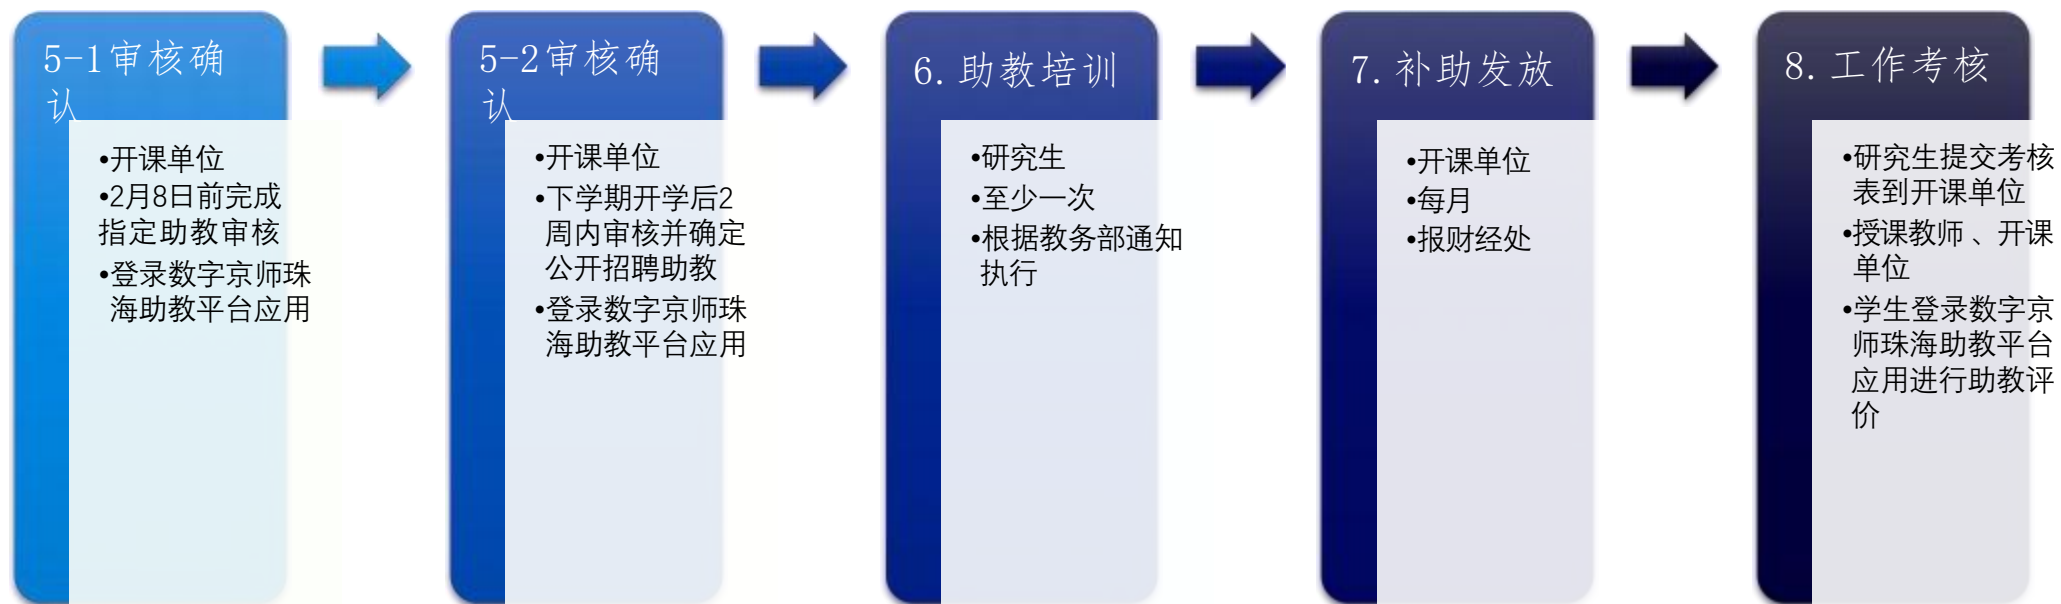 5-1审核确
认
•开课单位
•2月8日前完成
指定助教审核
•登录数字京师珠
海助教平台应用
5-2审核确
认
•开课单位
•下学期开学后2
周内审核并确定
公开招聘助教
•登录数字京师珠
海助教平台应用
6.助教培训
•研究生
•至少一次
•根据教务部通知
执行
7.补助发放
•开课单位
•每月
•报财经处
8.工作考核
•研究生提交考核
表到开课单位
•授课教师、开课
单位
•学生登录数字京
师珠海助教平台
应用进行助教评
价